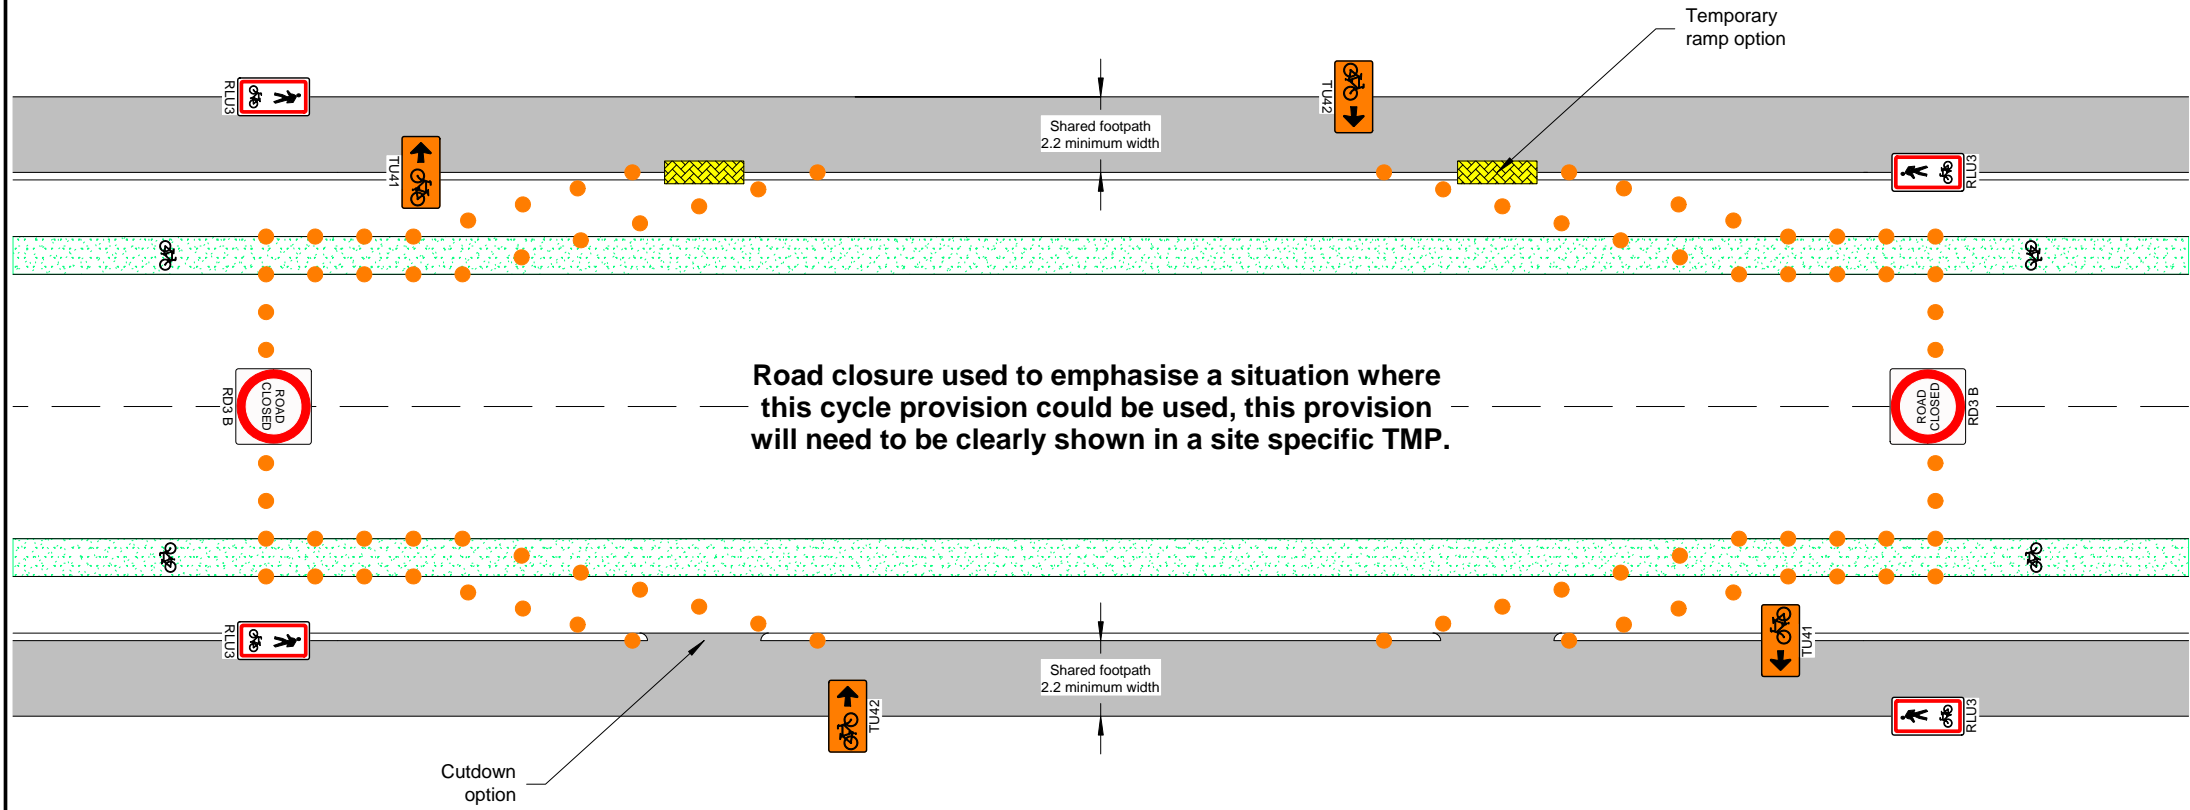 Temporary
ramp option
RLU3
TU42
Shared footpath
2.2 minimum width
TU41
RLU3
ROAD
CLOSED
RD3 B
Road closure used to emphasise a situation where
this cycle provision could be used, this provision
will need to be clearly shown in a site specific TMP.
ROAD
CLOSED
RD3 B
RLU3
TU41
Shared footpath
2.2 minimum width
TU42
RLU3
Cutdown
option